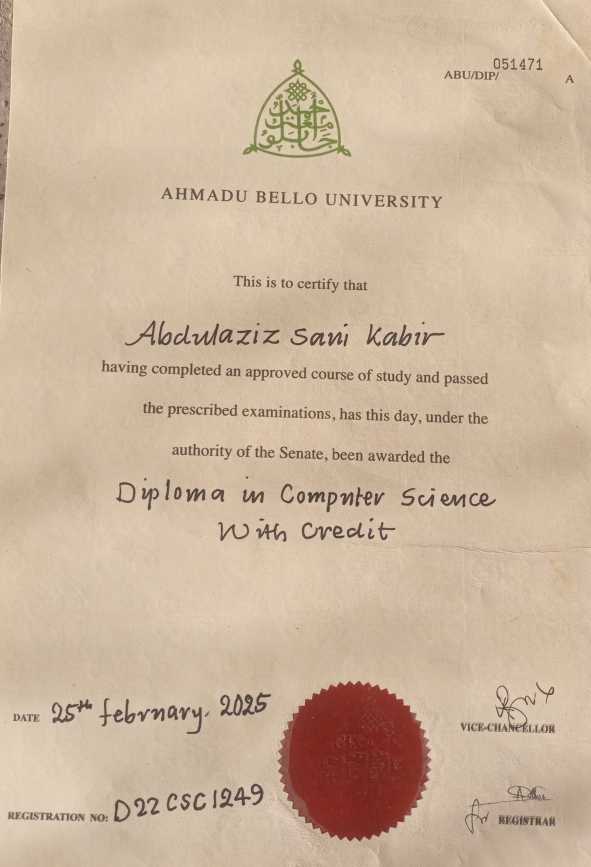 051471
ABU/DIP/ A
AHMADU BELLO UNIVERSITY
This is to certify that
Abdulaziz Sani Kabir
having completed an approved course of study and passed
the prescribed examinations, has this day, under the
authority of the Senate, been awarded the
Diploma in Computer Science
With Credit
DATE 25th february. 2025
VICE-CHANCELLOR
REGISTRATION NO: D22CSC1249
for REGISTRAR